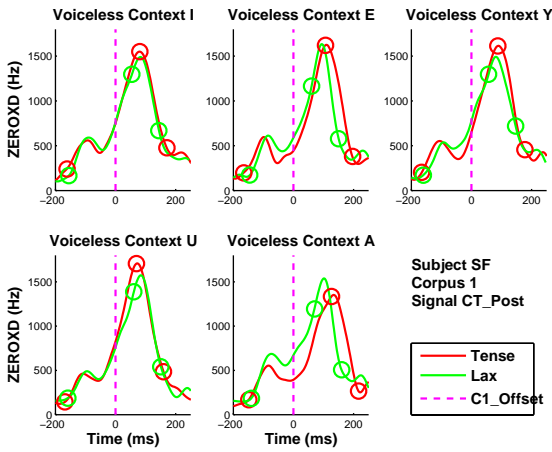 Voiceless Context I
Voiceless Context E
Voiceless Context Y
ZEROXD (Hz)
1500
1000
500
0
-200
0
200
1500
1000
500
0
-200
0
200
1500
1000
500
0
-200
0
200
Voiceless Context U
Voiceless Context A
ZEROXD (Hz)
1500
1000
500
0
-200
0
200
Time (ms)
1500
1000
500
0
-200
0
200
Time (ms)
Subject SF
Corpus 1
Signal CT_Post
Tense
Lax
C1_Offset